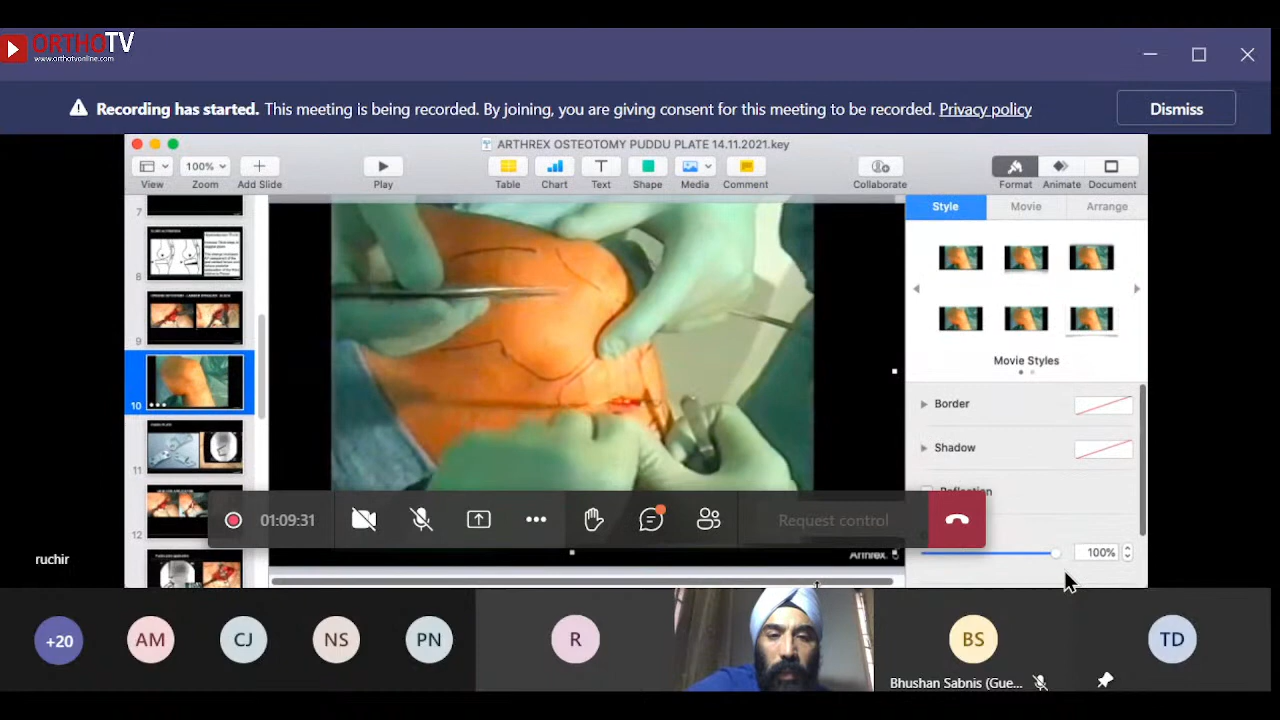 ORTHOTV
www.orthotvonline.com
Recording has started. This meeting is being recorded. By joining, you are giving consent for this meeting to be recorded. Privacy policy
Dismiss
ARTHREX OSTEOTOMY PUDDU PLATE 14.11.2021.key
100%
View
Zoom
Add Slide
Play
Table
Chart
Text
Shape
Media
Comment
Collaborate
Format
Animate
Document
Style
Movie
Arrange
7
8
9
10
11
12
Movie Styles
Border
Shadow
Reflection
100%
01:09:31
Request control
Arthrex
ruchir
+20
AM
CJ
NS
PN
R
BS
TD
Bhushan Sabnis (Gue...